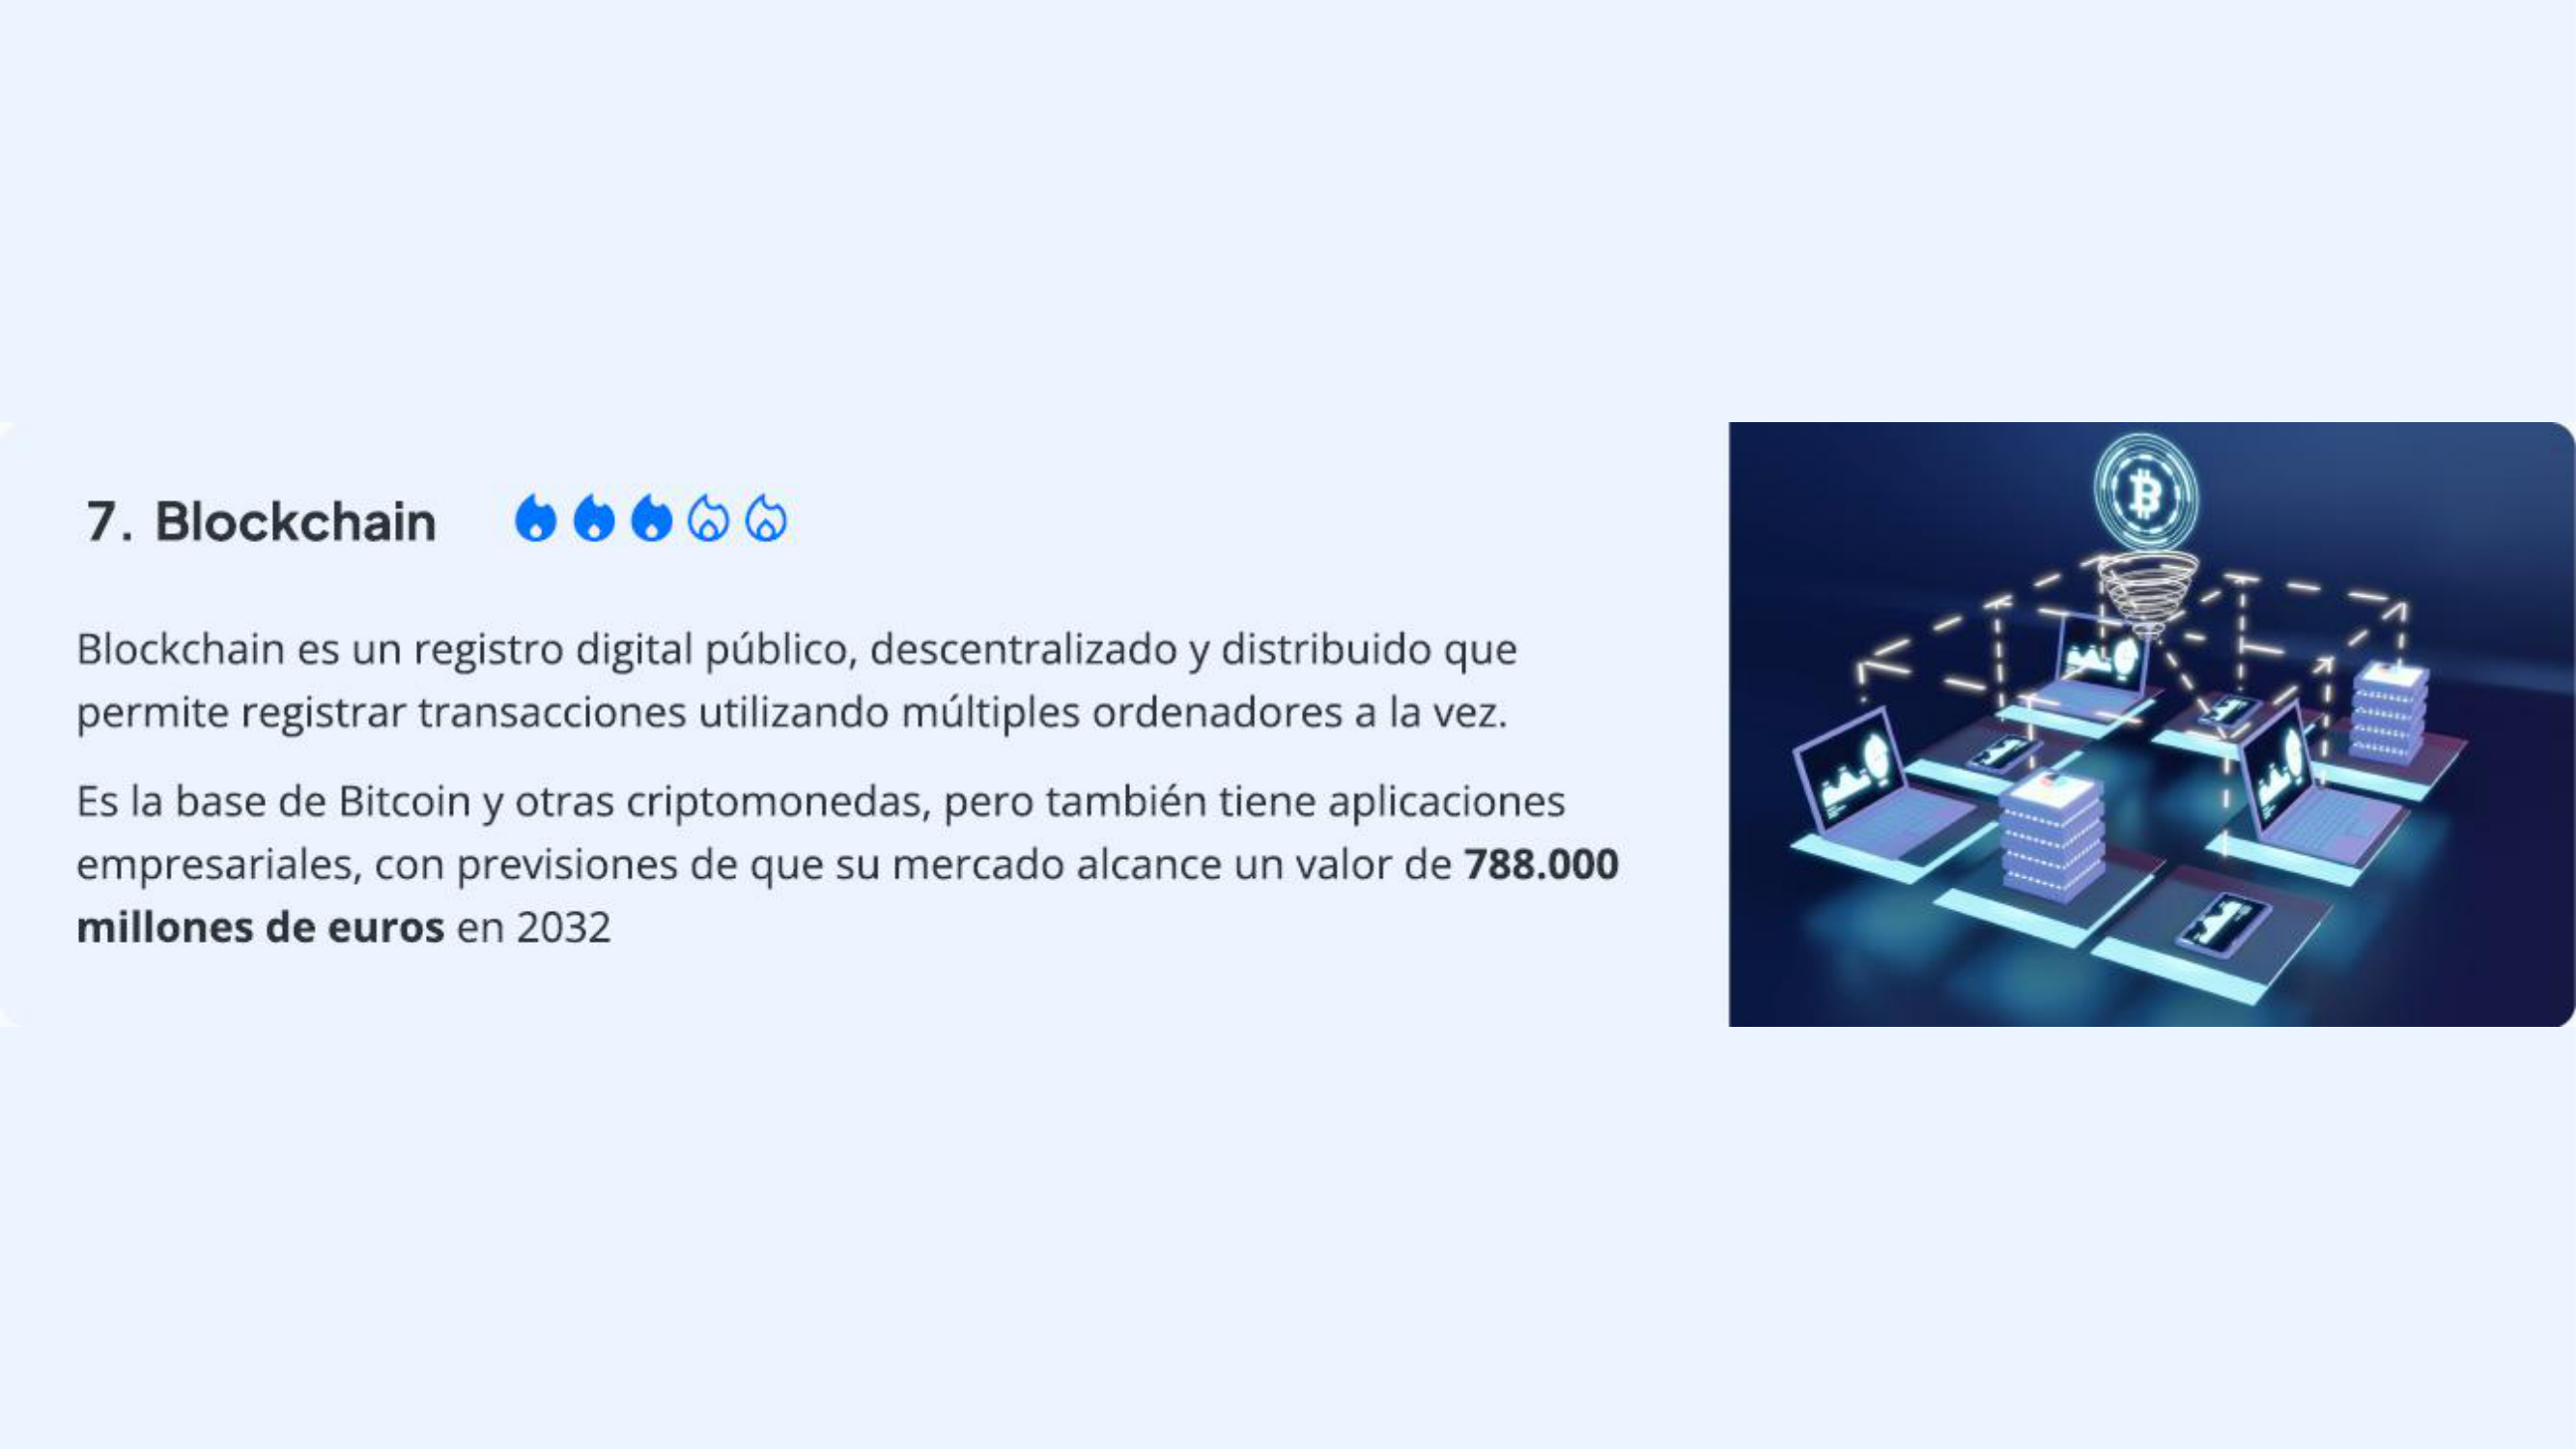 7. Blockchain
Blockchain es un registro digital público, descentralizado y distribuido que
permite registrar transacciones utilizando múltiples ordenadores a la vez.
Es la base de Bitcoin y otras criptomonedas, pero también tiene aplicaciones
empresariales, con previsiones de que su mercado alcance un valor de 788.000
millones de euros en 2032